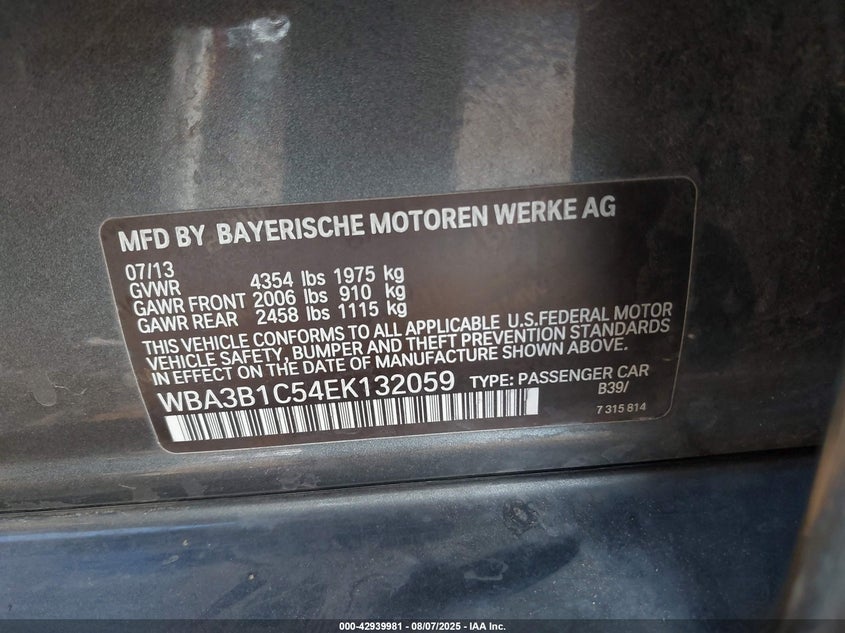 MFD BY BAYERISCHE MOTOREN WERKE AG
07/13
GVWR 4354 lbs 1975 kg
GAWR FRONT 2006 lbs 910 kg
GAWR REAR 2458 lbs 1115 kg
THIS VEHICLE CONFORMS TO ALL APPLICABLE U.S.FEDERAL MOTOR
VEHICLE SAFETY, BUMPER AND THEFT PREVENTION STANDARDS
IN EFFECT ON THE DATE OF MANUFACTURE SHOWN ABOVE.
WBA3B1C54EK132059 TYPE: PASSENGER CAR
B39/
7 315 814
000-42939981 - 08/07/2025 - IAA Inc.